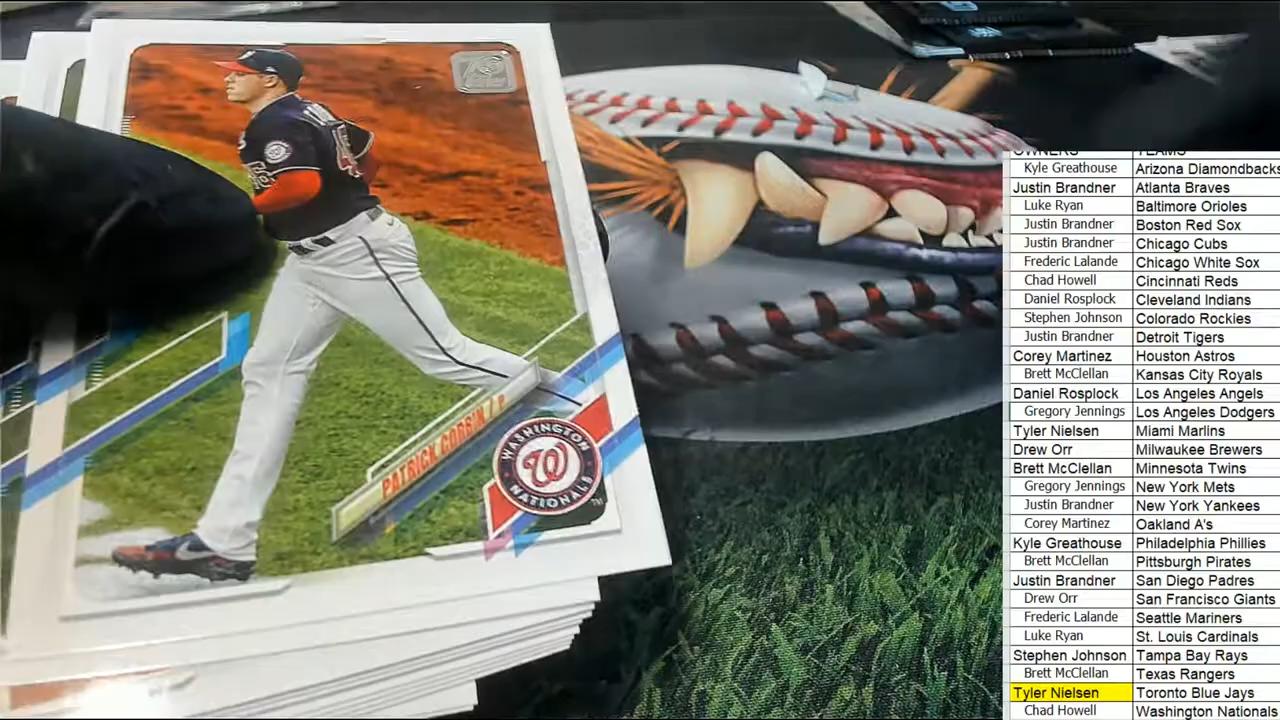 70
PATRICK CORBIN / P
WASHINGTON
W
NATIONALS
TM
OWNERS TEAMS
Kyle Greathouse Arizona Diamondbacks
Justin Brandner Atlanta Braves
Luke Ryan Baltimore Orioles
Justin Brandner Boston Red Sox
Justin Brandner Chicago Cubs
Frederic Lalande Chicago White Sox
Chad Howell Cincinnati Reds
Daniel Rosplock Cleveland Indians
Stephen Johnson Colorado Rockies
Justin Brandner Detroit Tigers
Corey Martinez Houston Astros
Brett McClellan Kansas City Royals
Daniel Rosplock Los Angeles Angels
Gregory Jennings Los Angeles Dodgers
Tyler Nielsen Miami Marlins
Drew Orr Milwaukee Brewers
Brett McClellan Minnesota Twins
Gregory Jennings New York Mets
Justin Brandner New York Yankees
Corey Martinez Oakland A's
Kyle Greathouse Philadelphia Phillies
Brett McClellan Pittsburgh Pirates
Justin Brandner San Diego Padres
Drew Orr San Francisco Giants
Frederic Lalande Seattle Mariners
Luke Ryan St. Louis Cardinals
Stephen Johnson Tampa Bay Rays
Brett McClellan Texas Rangers
Tyler Nielsen Toronto Blue Jays
Chad Howell Washington Nationals